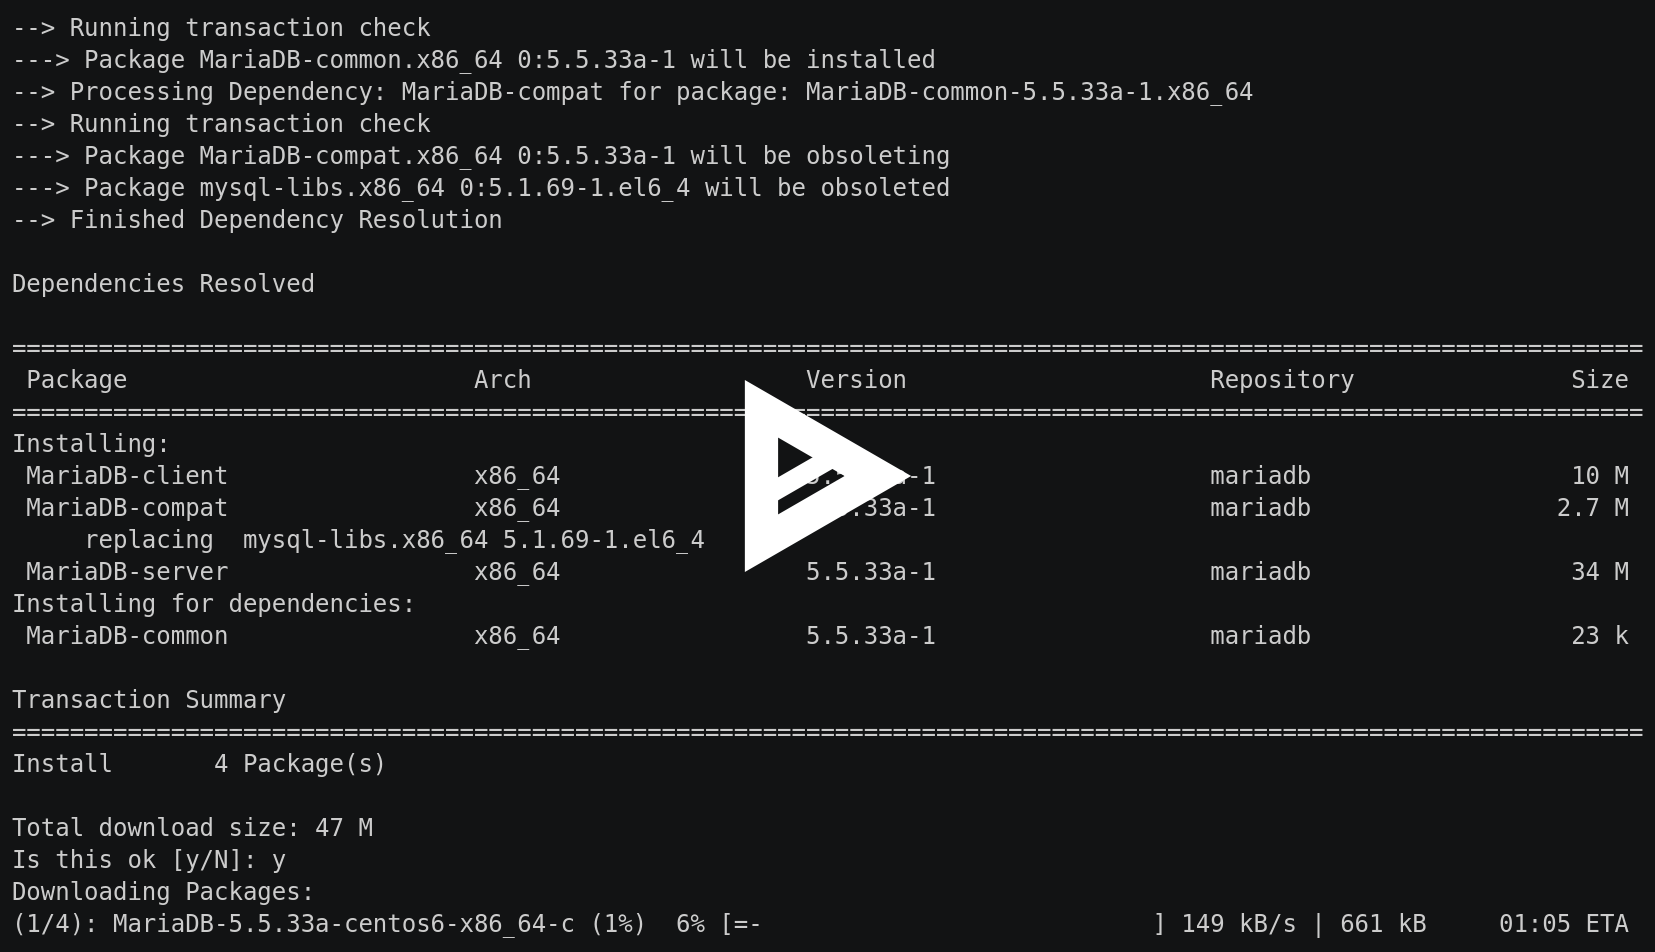 --> Running transaction check
---> Package MariaDB-common.x86_64 0:5.5.33a-1 will be installed
--> Processing Dependency: MariaDB-compat for package: MariaDB-common-5.5.33a-1.x86_64
--> Running transaction check
---> Package MariaDB-compat.x86_64 0:5.5.33a-1 will be obsoleting
---> Package mysql-libs.x86_64 0:5.1.69-1.el6_4 will be obsoleted
--> Finished Dependency Resolution

Dependencies Resolved

=================================================================================================================
 Package                        Arch                   Version                     Repository               Size
=================================================================================================================
Installing:
 MariaDB-client                 x86_64                                             mariadb                  10 M
 MariaDB-compat                 x86_64                                             mariadb                 2.7 M
     replacing  mysql-libs.x86_64 5.1.69-1.el6_4
 MariaDB-server                 x86_64                 5.5.33a-1                   mariadb                  34 M
Installing for dependencies:
 MariaDB-common                 x86_64                 5.5.33a-1                   mariadb                  23 k

Transaction Summary
=================================================================================================================
Install       4 Package(s)

Total download size: 47 M
Is this ok [y/N]: y
Downloading Packages:
(1/4): MariaDB-5.5.33a-centos6-x86_64-c (1%)  6% [=-                           ] 149 kB/s | 661 kB     01:05 ETA